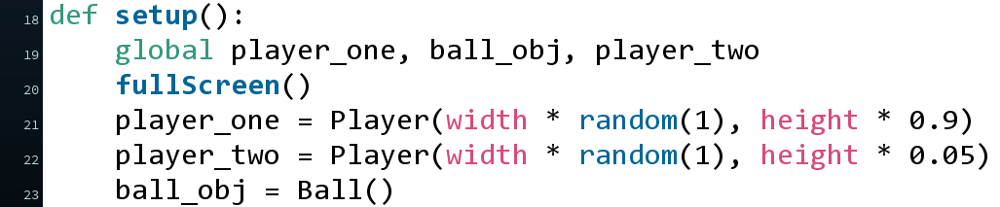 18 def setup():
19     global player_one, ball_obj, player_two
20     fullScreen()
21     player_one = Player(width * random(1), height * 0.9)
22     player_two = Player(width * random(1), height * 0.05)
23     ball_obj = Ball()